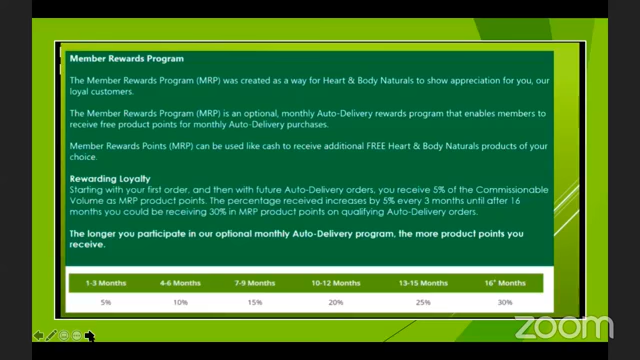 Member Rewards Program
The Member Rewards Program (MRP) was created as a way for Heart & Body Naturals to show appreciation for you, our
loyal customers.
The Member Rewards Program (MRP) is an optional, monthly Auto-Delivery rewards program that enables members to
receive free product points for monthly Auto-Delivery purchases.
Member Rewards Points (MRP) can be used like cash to receive additional FREE Heart & Body Naturals products of your
choice.
Rewarding Loyalty
Starting with your first order, and then with future Auto-Delivery orders, you receive 5% of the Commissionable
Volume as MRP product points. The percentage received increases by 5% every 3 months until after 16
months you could be receiving 30% in MRP product points on qualifying Auto-Delivery orders.
The longer you participate in our optional monthly Auto-Delivery program, the more product points you
receive.
1-3 Months 4-6 Months 7-9 Months 10-12 Months 13-15 Months 16+ Months
5% 10% 15% 20% 25% 30%
zoom